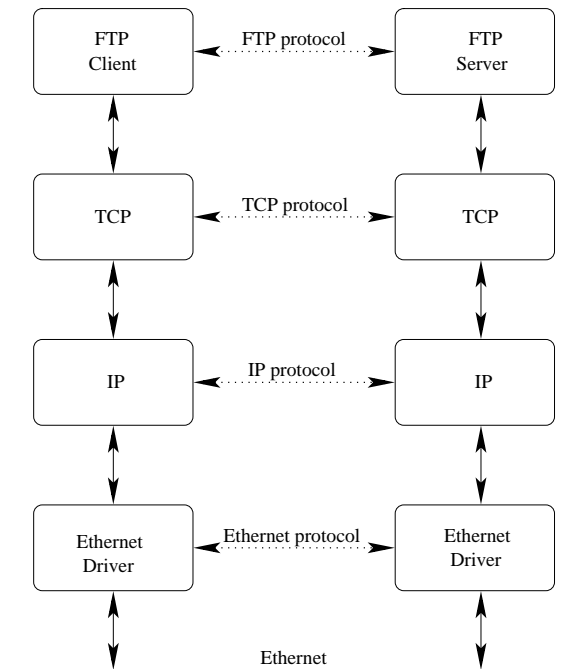 FTP
Client
FTP protocol
FTP
Server
TCP
TCP protocol
TCP
IP
IP protocol
IP
Ethernet
Driver
Ethernet protocol
Ethernet
Driver
Ethernet